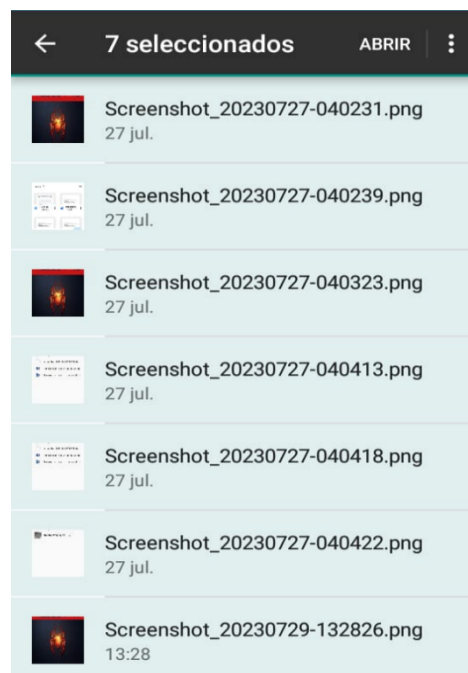 7 seleccionados ABRIR
Screenshot_20230727-040231.png
27 jul.
Screenshot_20230727-040239.png
27 jul.
Screenshot_20230727-040323.png
27 jul.
Screenshot_20230727-040413.png
27 jul.
Screenshot_20230727-040418.png
27 jul.
Screenshot_20230727-040422.png
27 jul.
Screenshot_20230729-132826.png
13:28